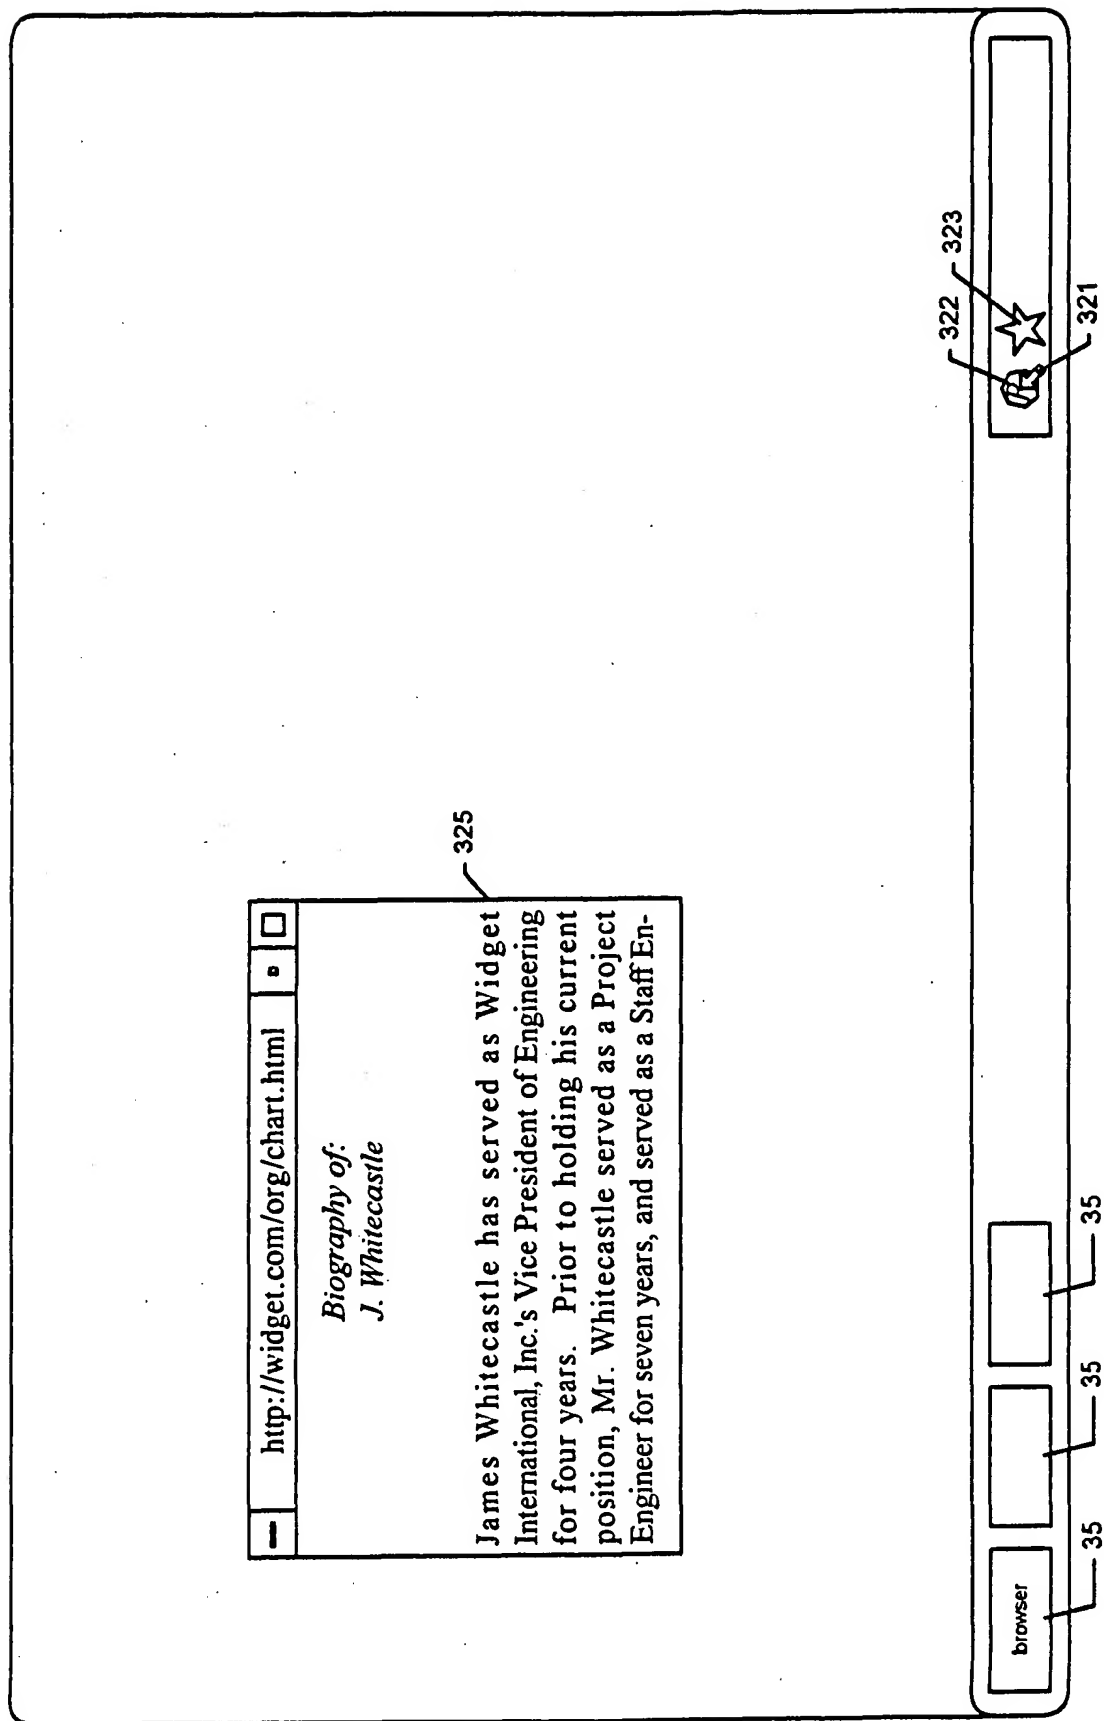 http://widget.com/org/chart.html
Biography of:
J. Whitecastle
James Whitecastle has served as Widget
International, Inc.'s Vice President of Engineering
for four years. Prior to holding his current
position, Mr. Whitecastle served as a Project
Engineer for seven years, and served as a Staff En-
325
322
323
321
browser
35
35
35